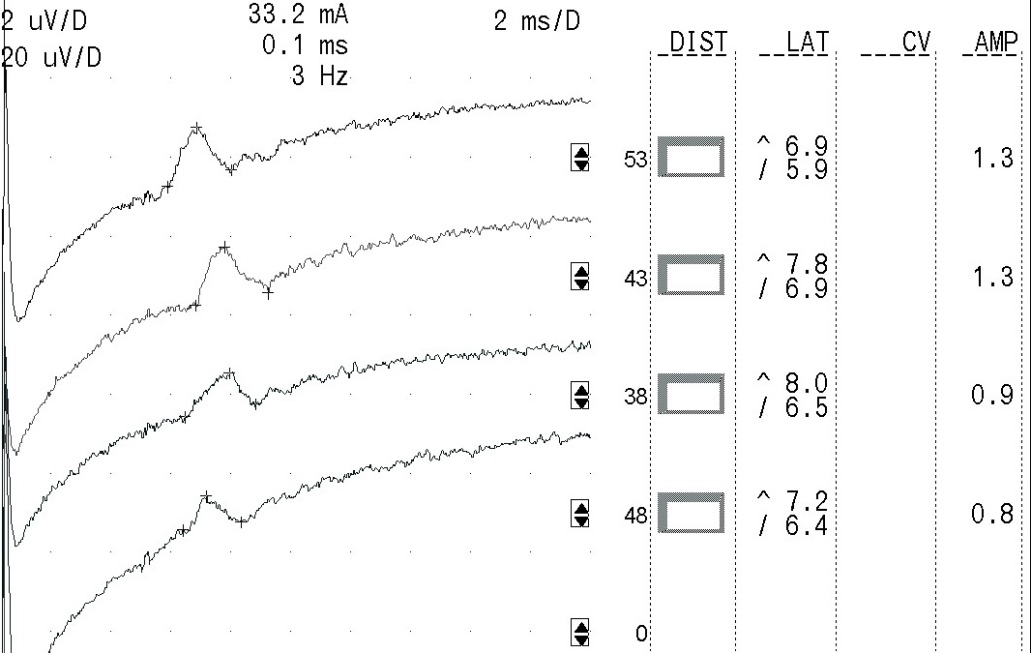 2 uV/D 33.2 mA 2 ms/D
20 uV/D 0.1 ms
3 Hz
DIST LAT CV AMP
53 ^ 6.9 1.3
/ 5.9
43 ^ 7.8 1.3
/ 6.9
38 ^ 8.0 0.9
/ 6.5
48 ^ 7.2 0.8
/ 6.4
0